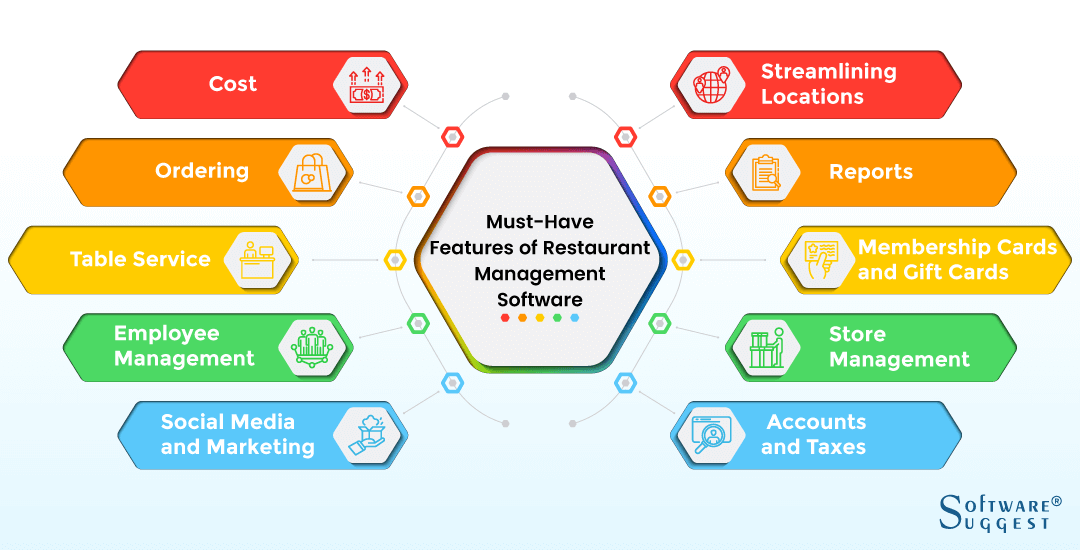 Cost
Ordering
Table Service
Employee
Management
Social Media
and Marketing
Must-Have
Features of Restaurant
Management
Software
Streamlining
Locations
Reports
Membership Cards
and Gift Cards
Store
Management
Accounts
and Taxes
Software®
Suggest